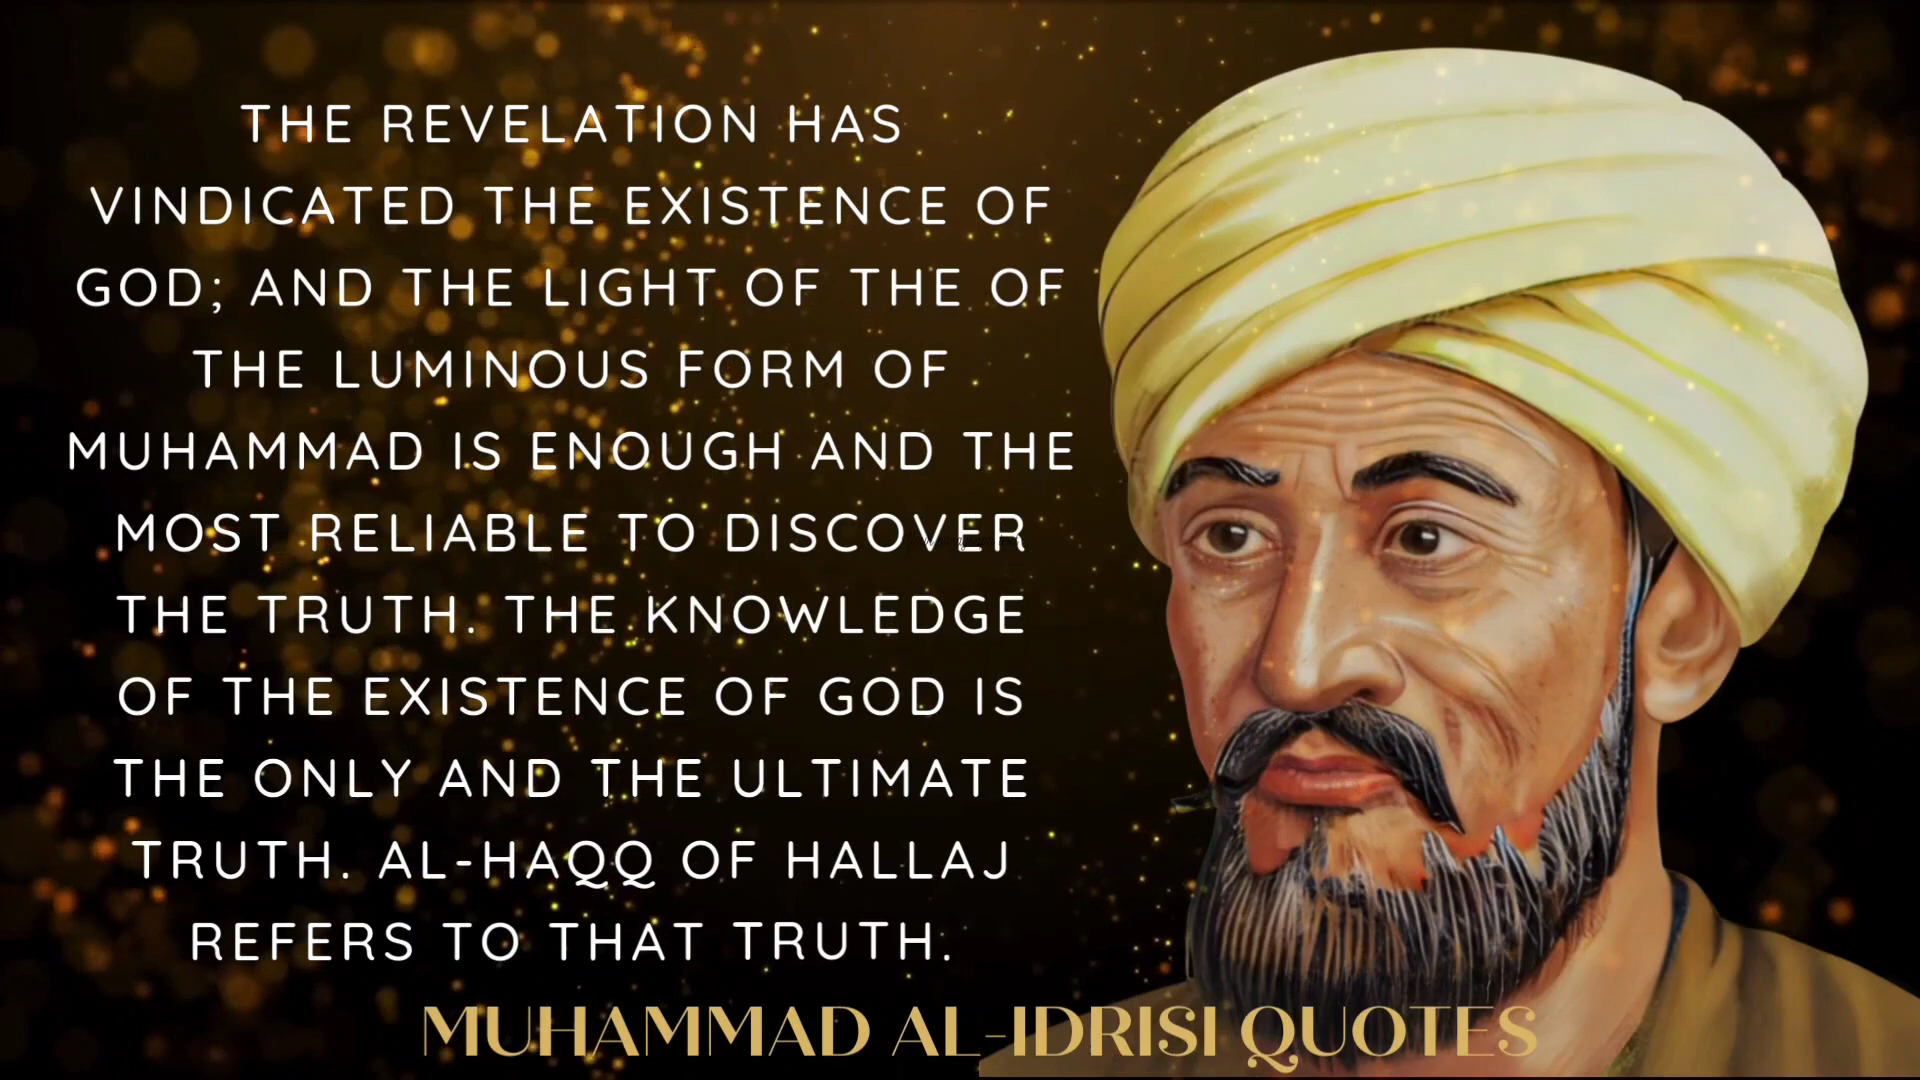 THE REVELATION HAS
VINDICATED THE EXISTENCE OF
GOD; AND THE LIGHT OF THE OF
THE LUMINOUS FORM OF
MUHAMMAD IS ENOUGH AND THE
MOST RELIABLE TO DISCOVER
THE TRUTH. THE KNOWLEDGE
OF THE EXISTENCE OF GOD IS
THE ONLY AND THE ULTIMATE
TRUTH. AL-HAQQ OF HALLAJ
REFERS TO THAT TRUTH.
MUHAMMAD AL-IDRISI QUOTES